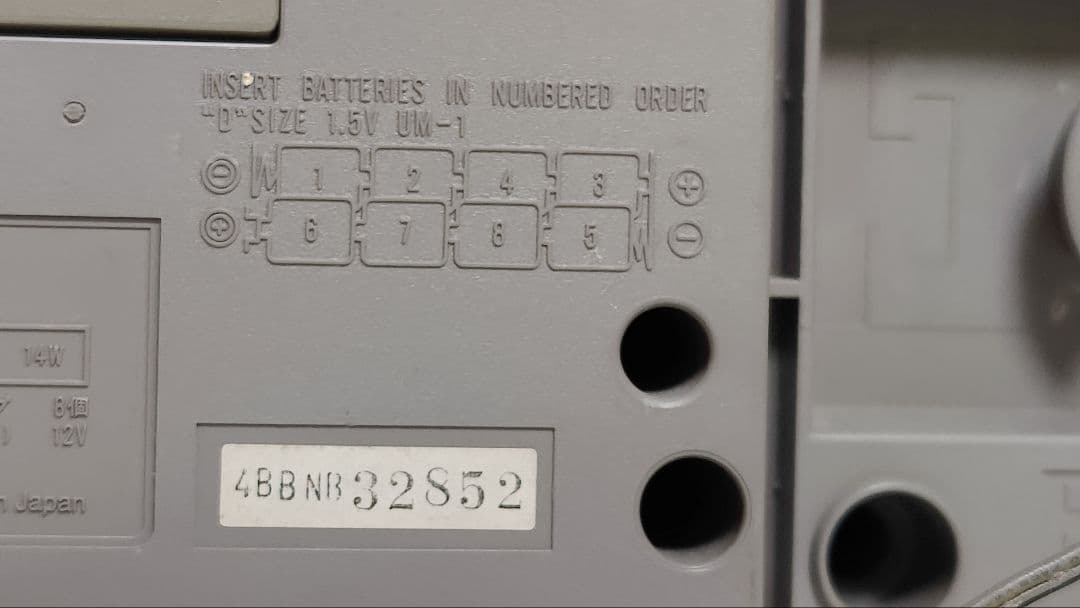 INSERT BATTERIES IN NUMBERED ORDER
"D" SIZE 1.5V UM-1
⊖ 1 2 4 3 ⊕
⊕ 6 7 8 5 ⊖
14W
8個
12V
Japan
4BBNB32852